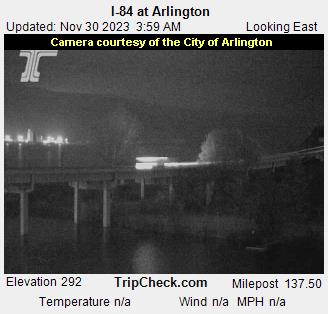 I-84 at Arlington
Updated: Nov 30 2023 3:59 AM Looking East
Camera courtesy of the City of Arlington
Elevation 292 TripCheck.com Milepost 137.50
Temperature n/a Wind n/a MPH n/a